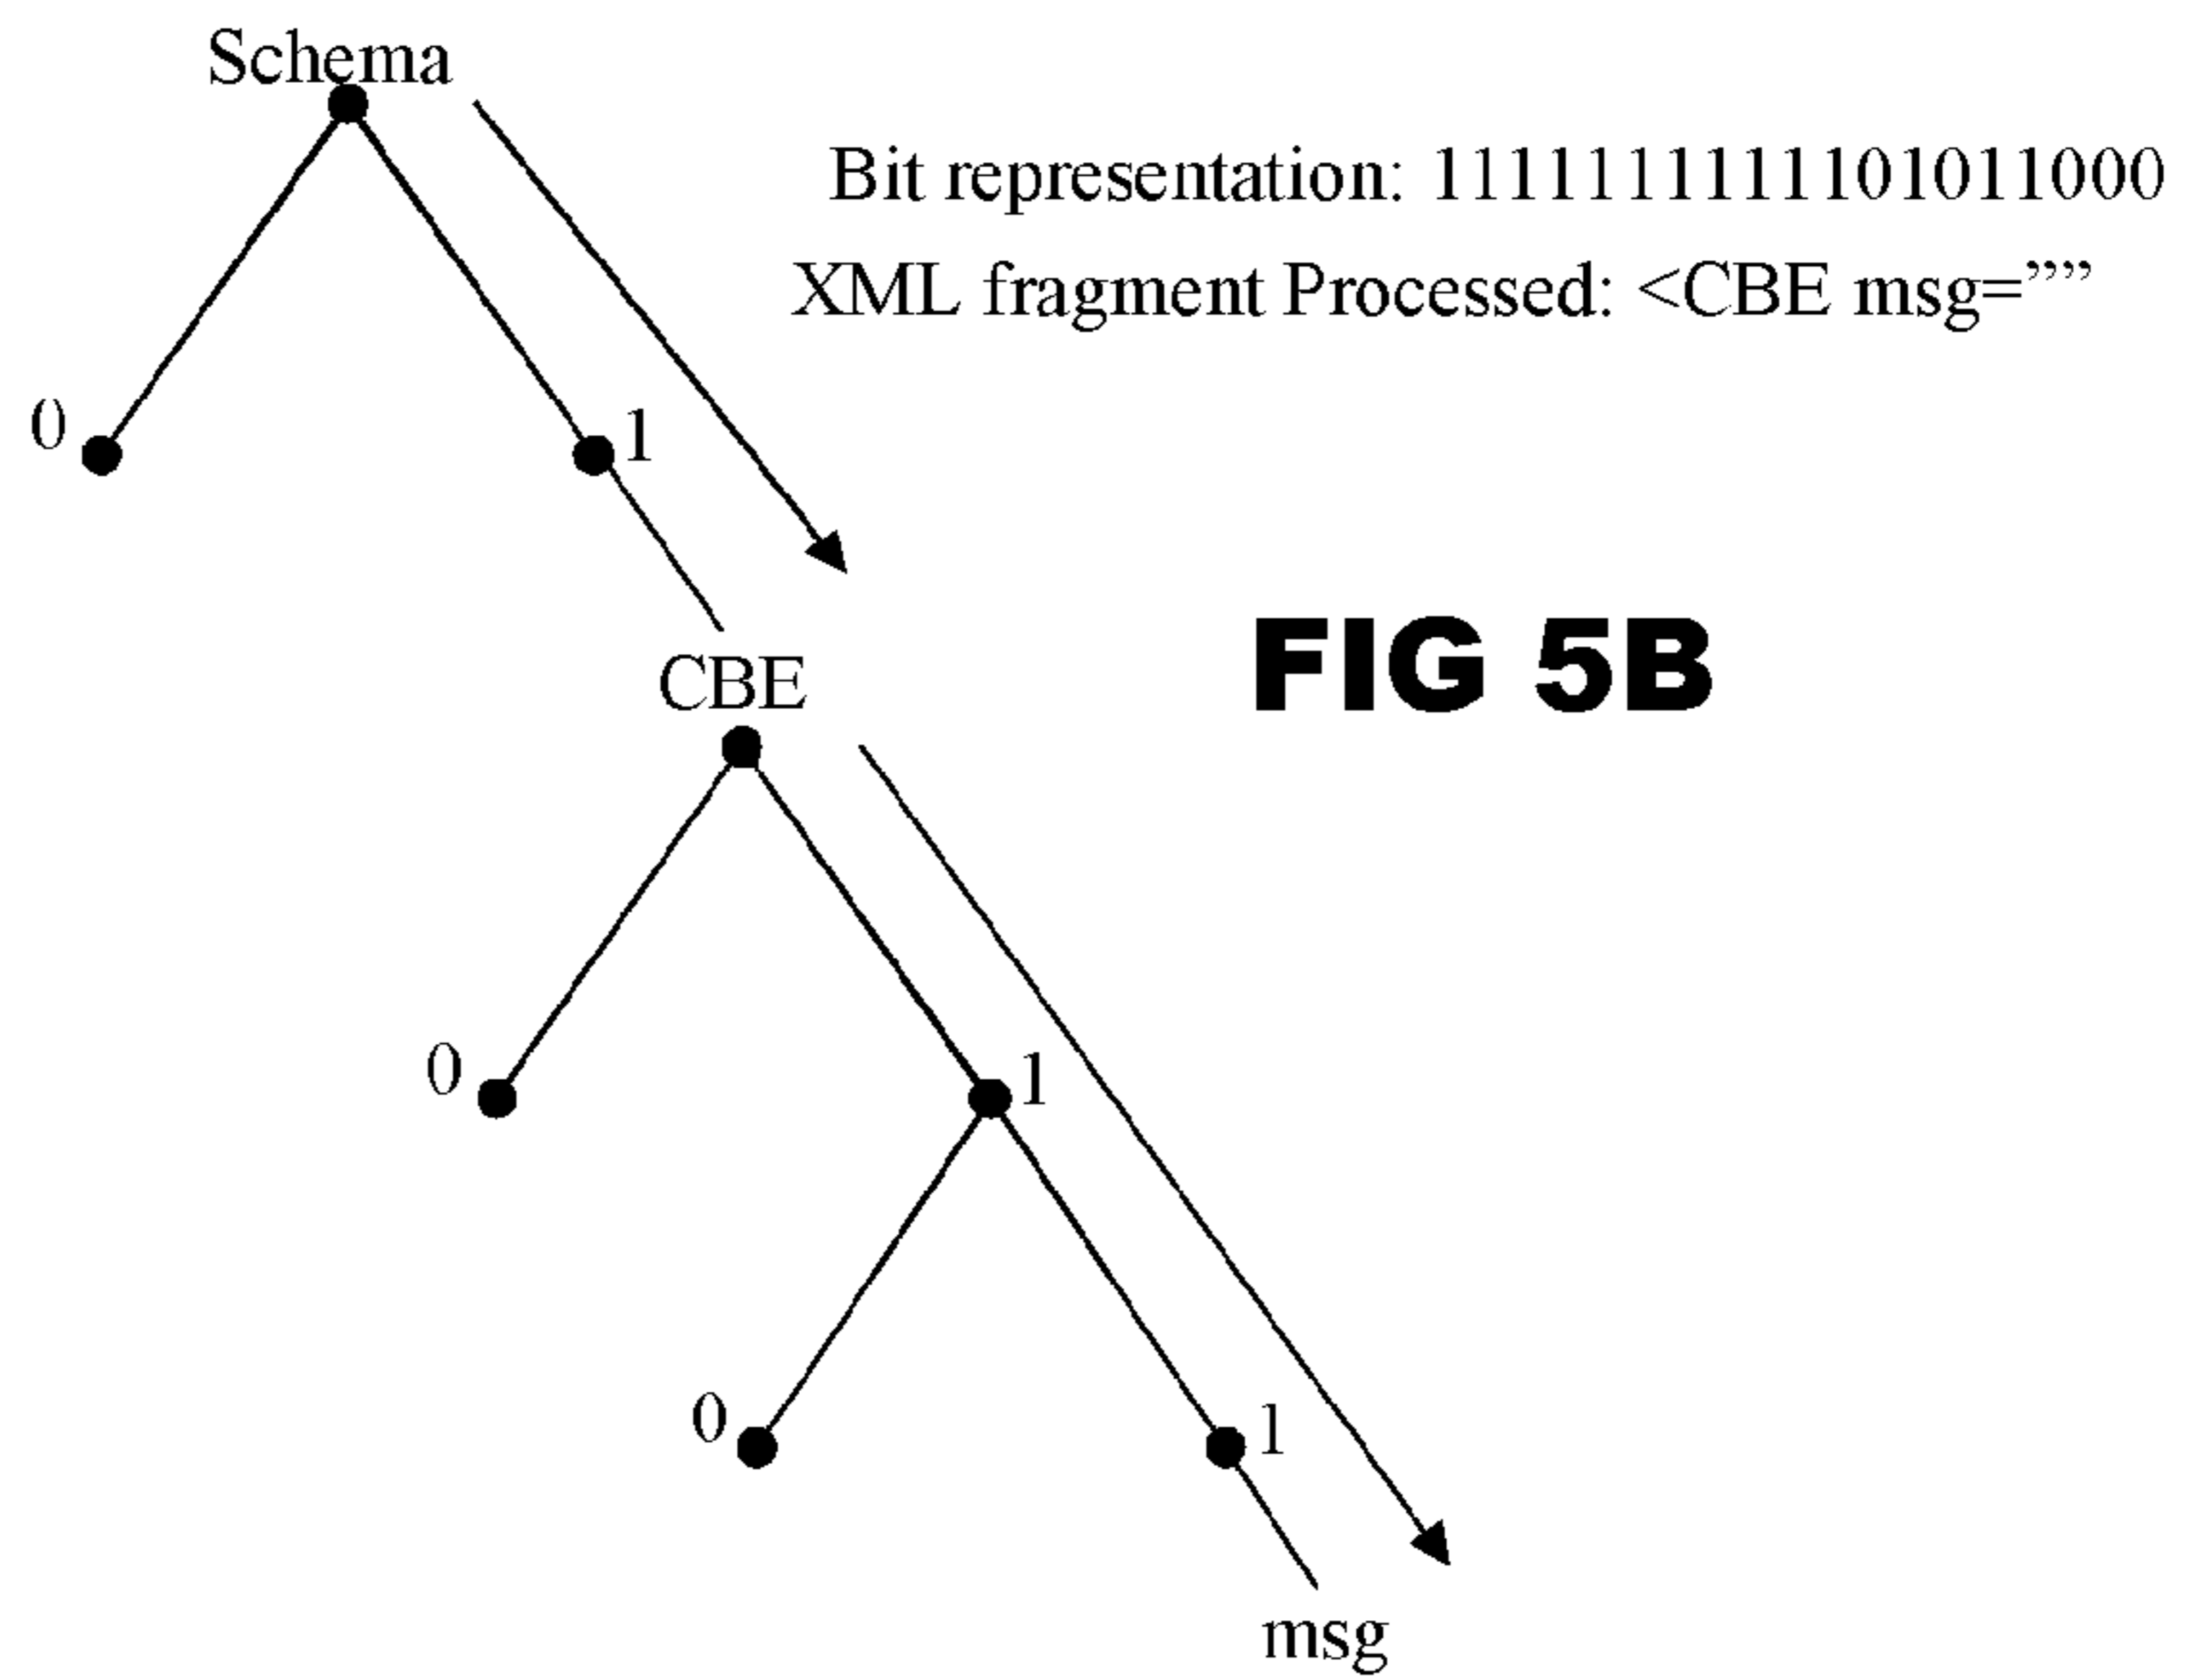 Schema
Bit representation: 1111111111101011000
XML fragment Processed: <CBE msg=””
0
1
CBE
FIG 5B
0
1
0
1
msg